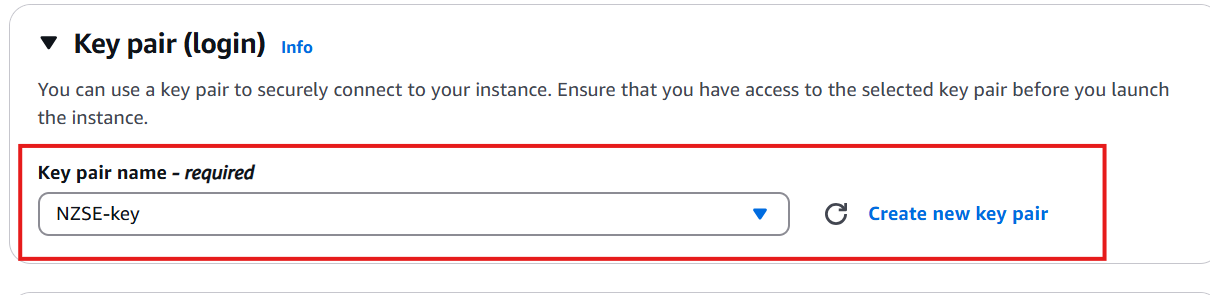 Key pair (login) Info
You can use a key pair to securely connect to your instance. Ensure that you have access to the selected key pair before you launch
the instance.
Key pair name - required
NZSE-key Create new key pair